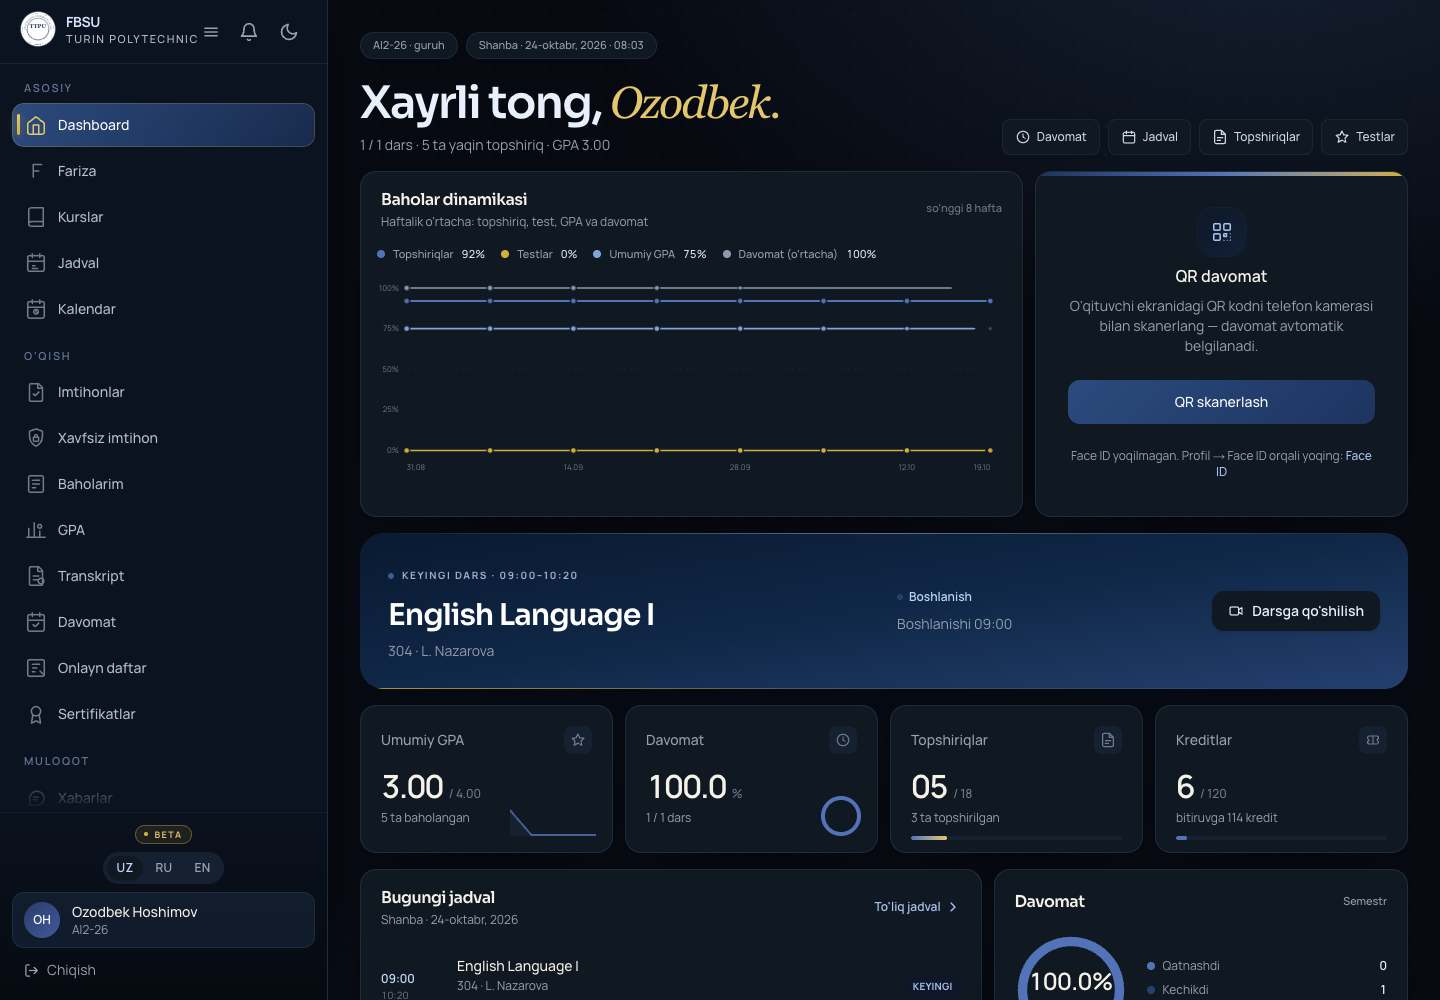 FBSU
TURIN POLYTECHNIC
TTPU
ASOSIY
Dashboard
Fariza
Kurslar
Jadval
Kalendar
O'QISH
Imtihonlar
Xavfsiz imtihon
Baholarim
GPA
Transkript
Davomat
Onlayn daftar
Sertifikatlar
MULOQOT
Xabarlar
BETA
UZ RU EN
OH
Ozodbek Hoshimov
AI2-26
Chiqish
AI2-26 · guruh
Shanba · 24-oktabr, 2026 · 08:03
Xayrli tong, Ozodbek.
1 / 1 dars · 5 ta yaqin topshiriq · GPA 3.00
Davomat
Jadval
Topshiriqlar
Testlar
Baholar dinamikasi
Haftalik o'rtacha: topshiriq, test, GPA va davomat
so'nggi 8 hafta
Topshiriqlar 92% Testlar 0% Umumiy GPA 75% Davomat (o'rtacha) 100%
100%
75%
50%
25%
0%
31.08 14.09 28.09 12.10 19.10
QR davomat
O'qituvchi ekranidagi QR kodni telefon kamerasi
bilan skanerlang — davomat avtomatik
belgilanadi.
QR skanerlash
Face ID yoqilmagan. Profil → Face ID orqali yoqing: Face
ID
KEYINGI DARS · 09:00–10:20
English Language I
304 · L. Nazarova
Boshlanish
Boshlanishi 09:00
Darsga qo'shilish
Umumiy GPA
3.00 / 4.00
5 ta baholangan
Davomat
100.0 %
1 / 1 dars
Topshiriqlar
05 / 18
3 ta topshirilgan
Kreditlar
6 / 120
bitiruvga 114 kredit
Bugungi jadval
Shanba · 24-oktabr, 2026
To'liq jadval
09:00
10:20
English Language I
304 · L. Nazarova
KEYINGI
Davomat
Semestr
100.0%
Qatnashdi 0
Kechikdi 1